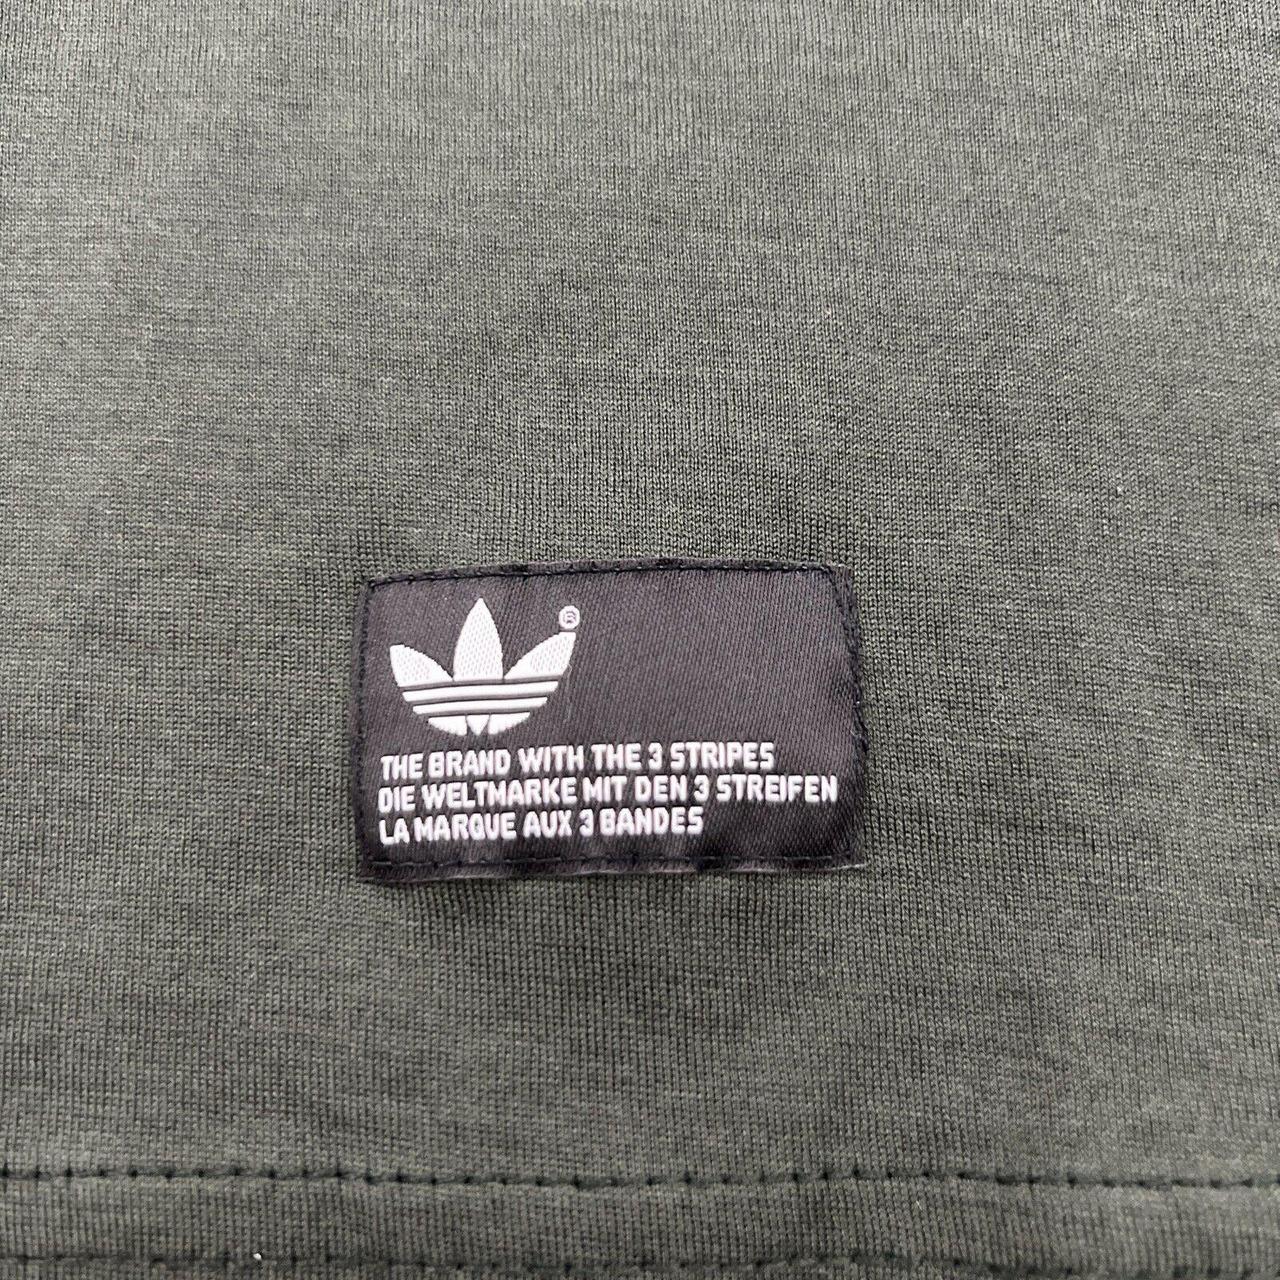 ®
THE BRAND WITH THE 3 STRIPES
DIE WELTMARKE MIT DEN 3 STREIFEN
LA MARQUE AUX 3 BANDES